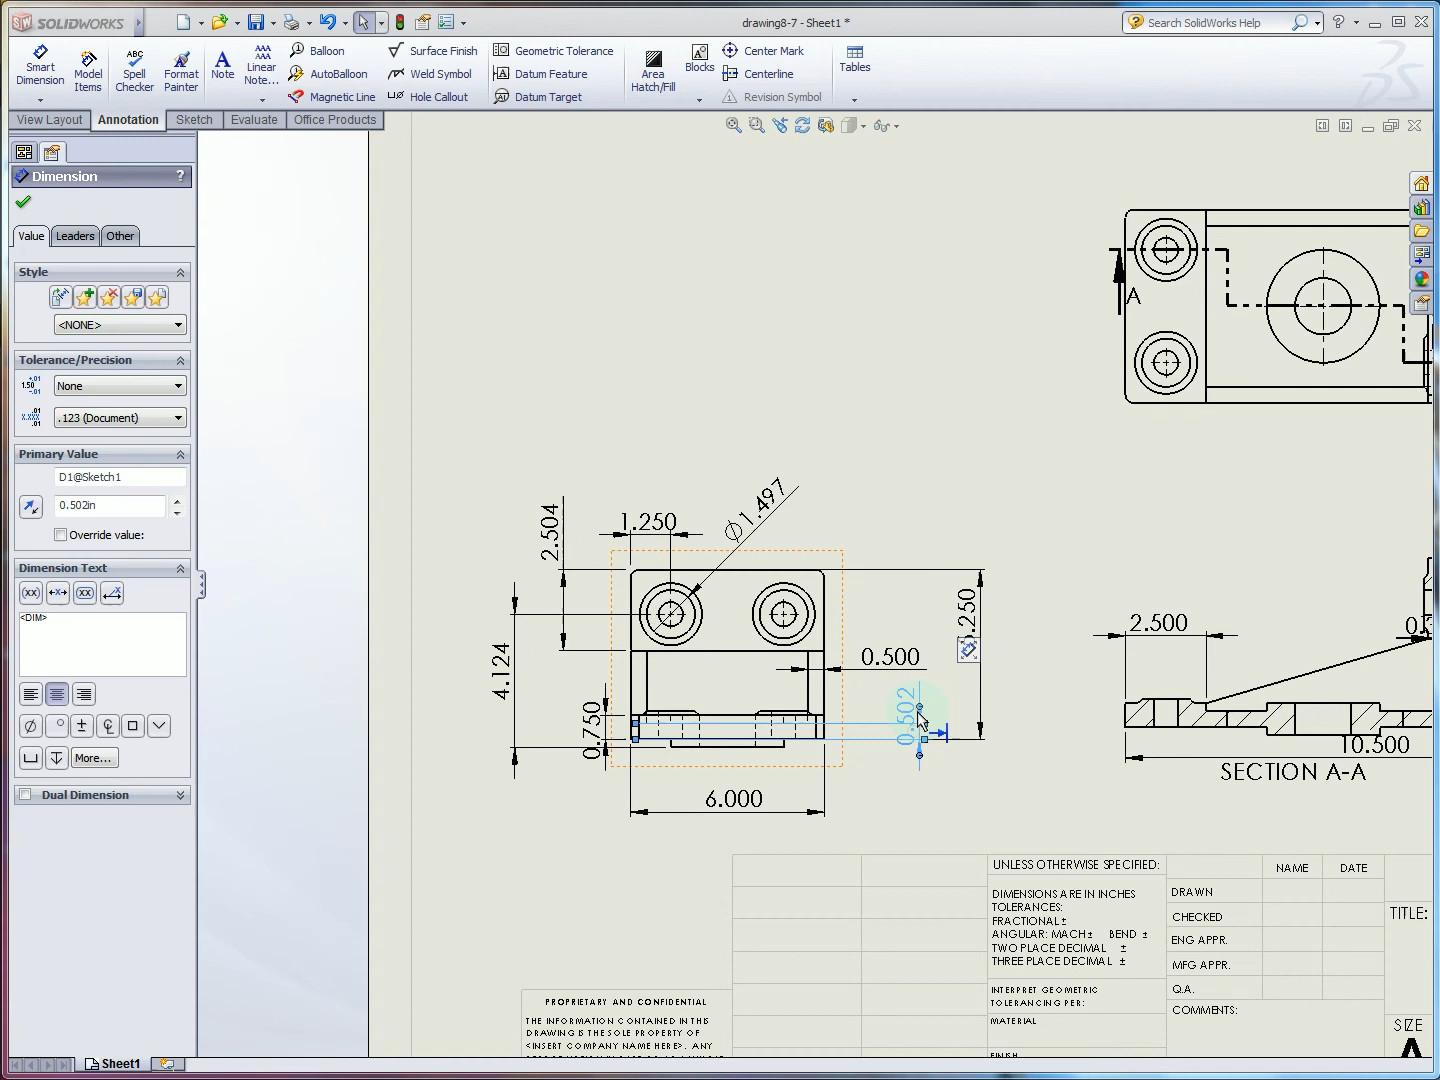 SOLIDWORKS
drawing8-7 - Sheet1 *
Search SolidWorks Help
Smart Dimension
Model Items
ABC
Spell Checker
Format Painter
Note
Linear Note...
Balloon
AutoBalloon
Magnetic Line
Surface Finish
Weld Symbol
Hole Callout
Geometric Tolerance
Datum Feature
Datum Target
Area Hatch/Fill
Blocks
Center Mark
Centerline
Revision Symbol
Tables
View Layout
Annotation
Sketch
Evaluate
Office Products
Dimension
?
Value
Leaders
Other
Style
<NONE>
Tolerance/Precision
None
.123 (Document)
Primary Value
D1@Sketch1
0.502in
Override value:
Dimension Text
(xx)
<DIM>
More...
Dual Dimension
A
2.504
1.250
∅1.497
4.124
0.750
0.500
0.502
.250
6.000
2.500
10.500
SECTION A-A
UNLESS OTHERWISE SPECIFIED:
DIMENSIONS ARE IN INCHES
TOLERANCES:
FRACTIONAL ±
ANGULAR: MACH ± BEND ±
TWO PLACE DECIMAL ±
THREE PLACE DECIMAL ±
INTERPRET GEOMETRIC
TOLERANCING PER:
MATERIAL
FINISH
NAME
DATE
DRAWN
CHECKED
ENG APPR.
MFG APPR.
Q.A.
COMMENTS:
TITLE:
SIZE
A
PROPRIETARY AND CONFIDENTIAL
THE INFORMATION CONTAINED IN THIS
DRAWING IS THE SOLE PROPERTY OF
<INSERT COMPANY NAME HERE>. ANY
Sheet1